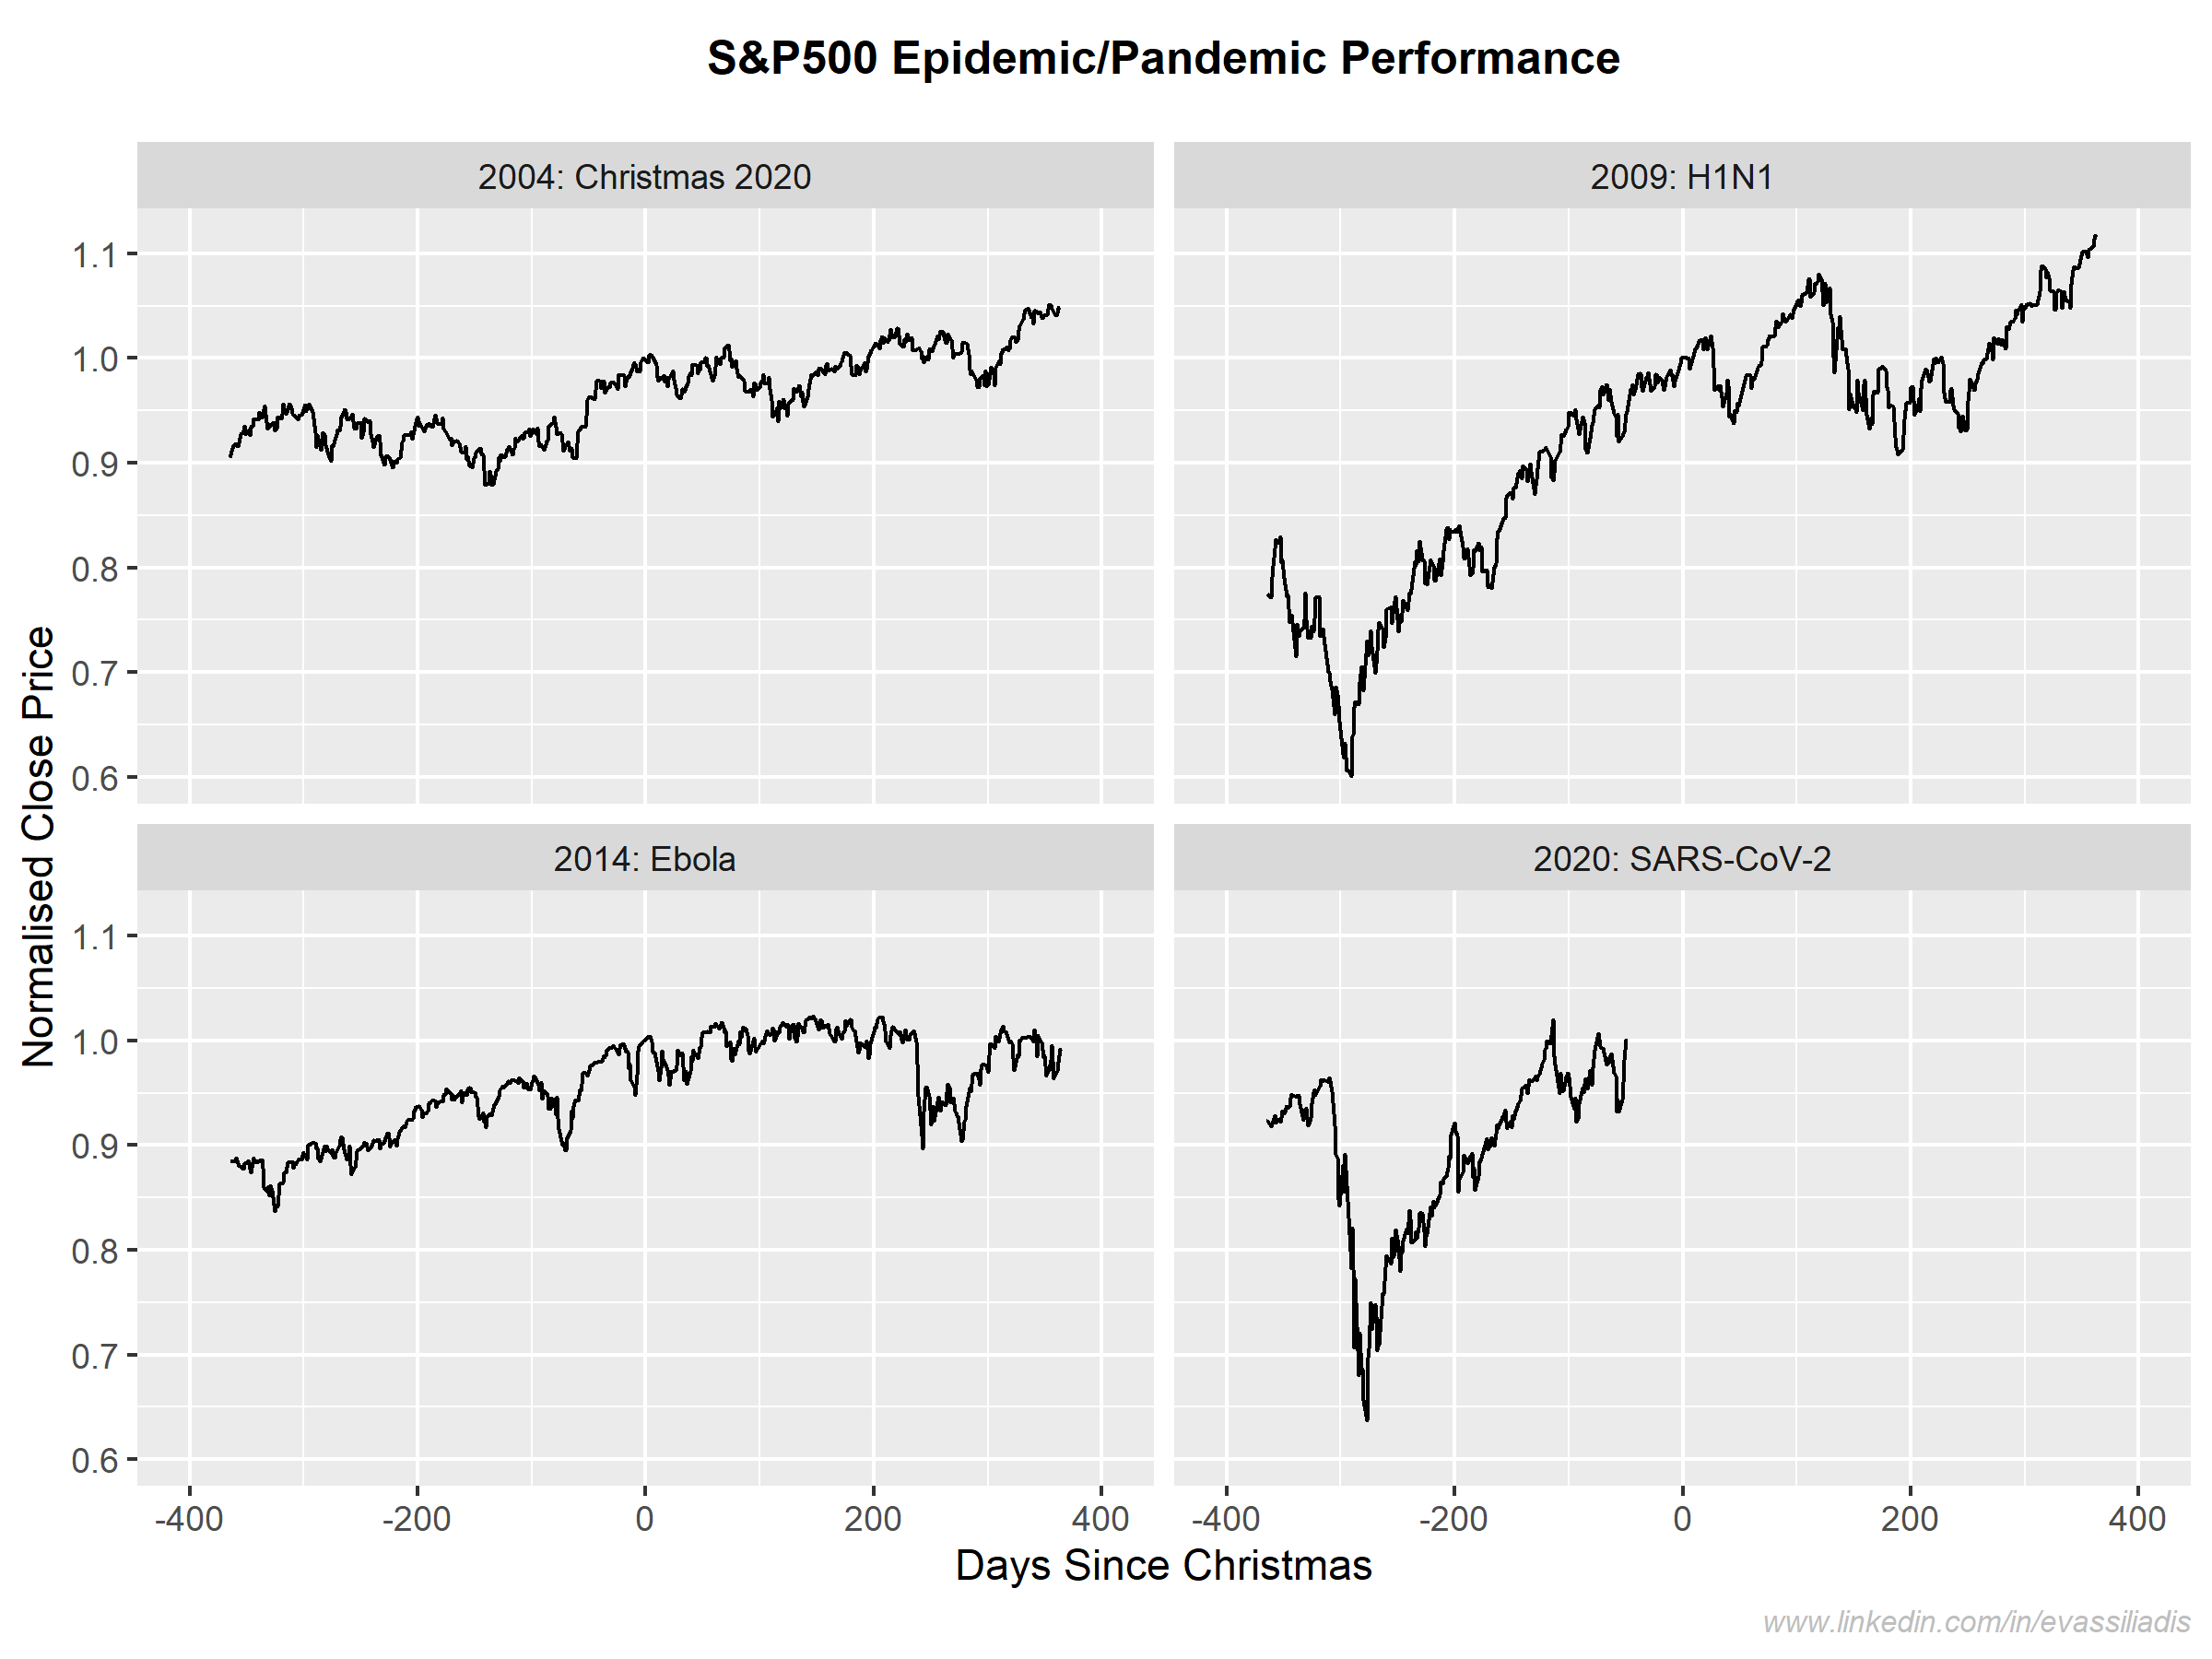 S&P500 Epidemic/Pandemic Performance
2004: Christmas 2020
2009: H1N1
1.1
1.0
0.9
0.8
0.7
0.6
2014: Ebola
2020: SARS-CoV-2
1.1
1.0
0.9
0.8
0.7
0.6
Normalised Close Price
-400 -200 0 200 400
-400 -200 0 200 400
Days Since Christmas
www.linkedin.com/in/evassiliadis